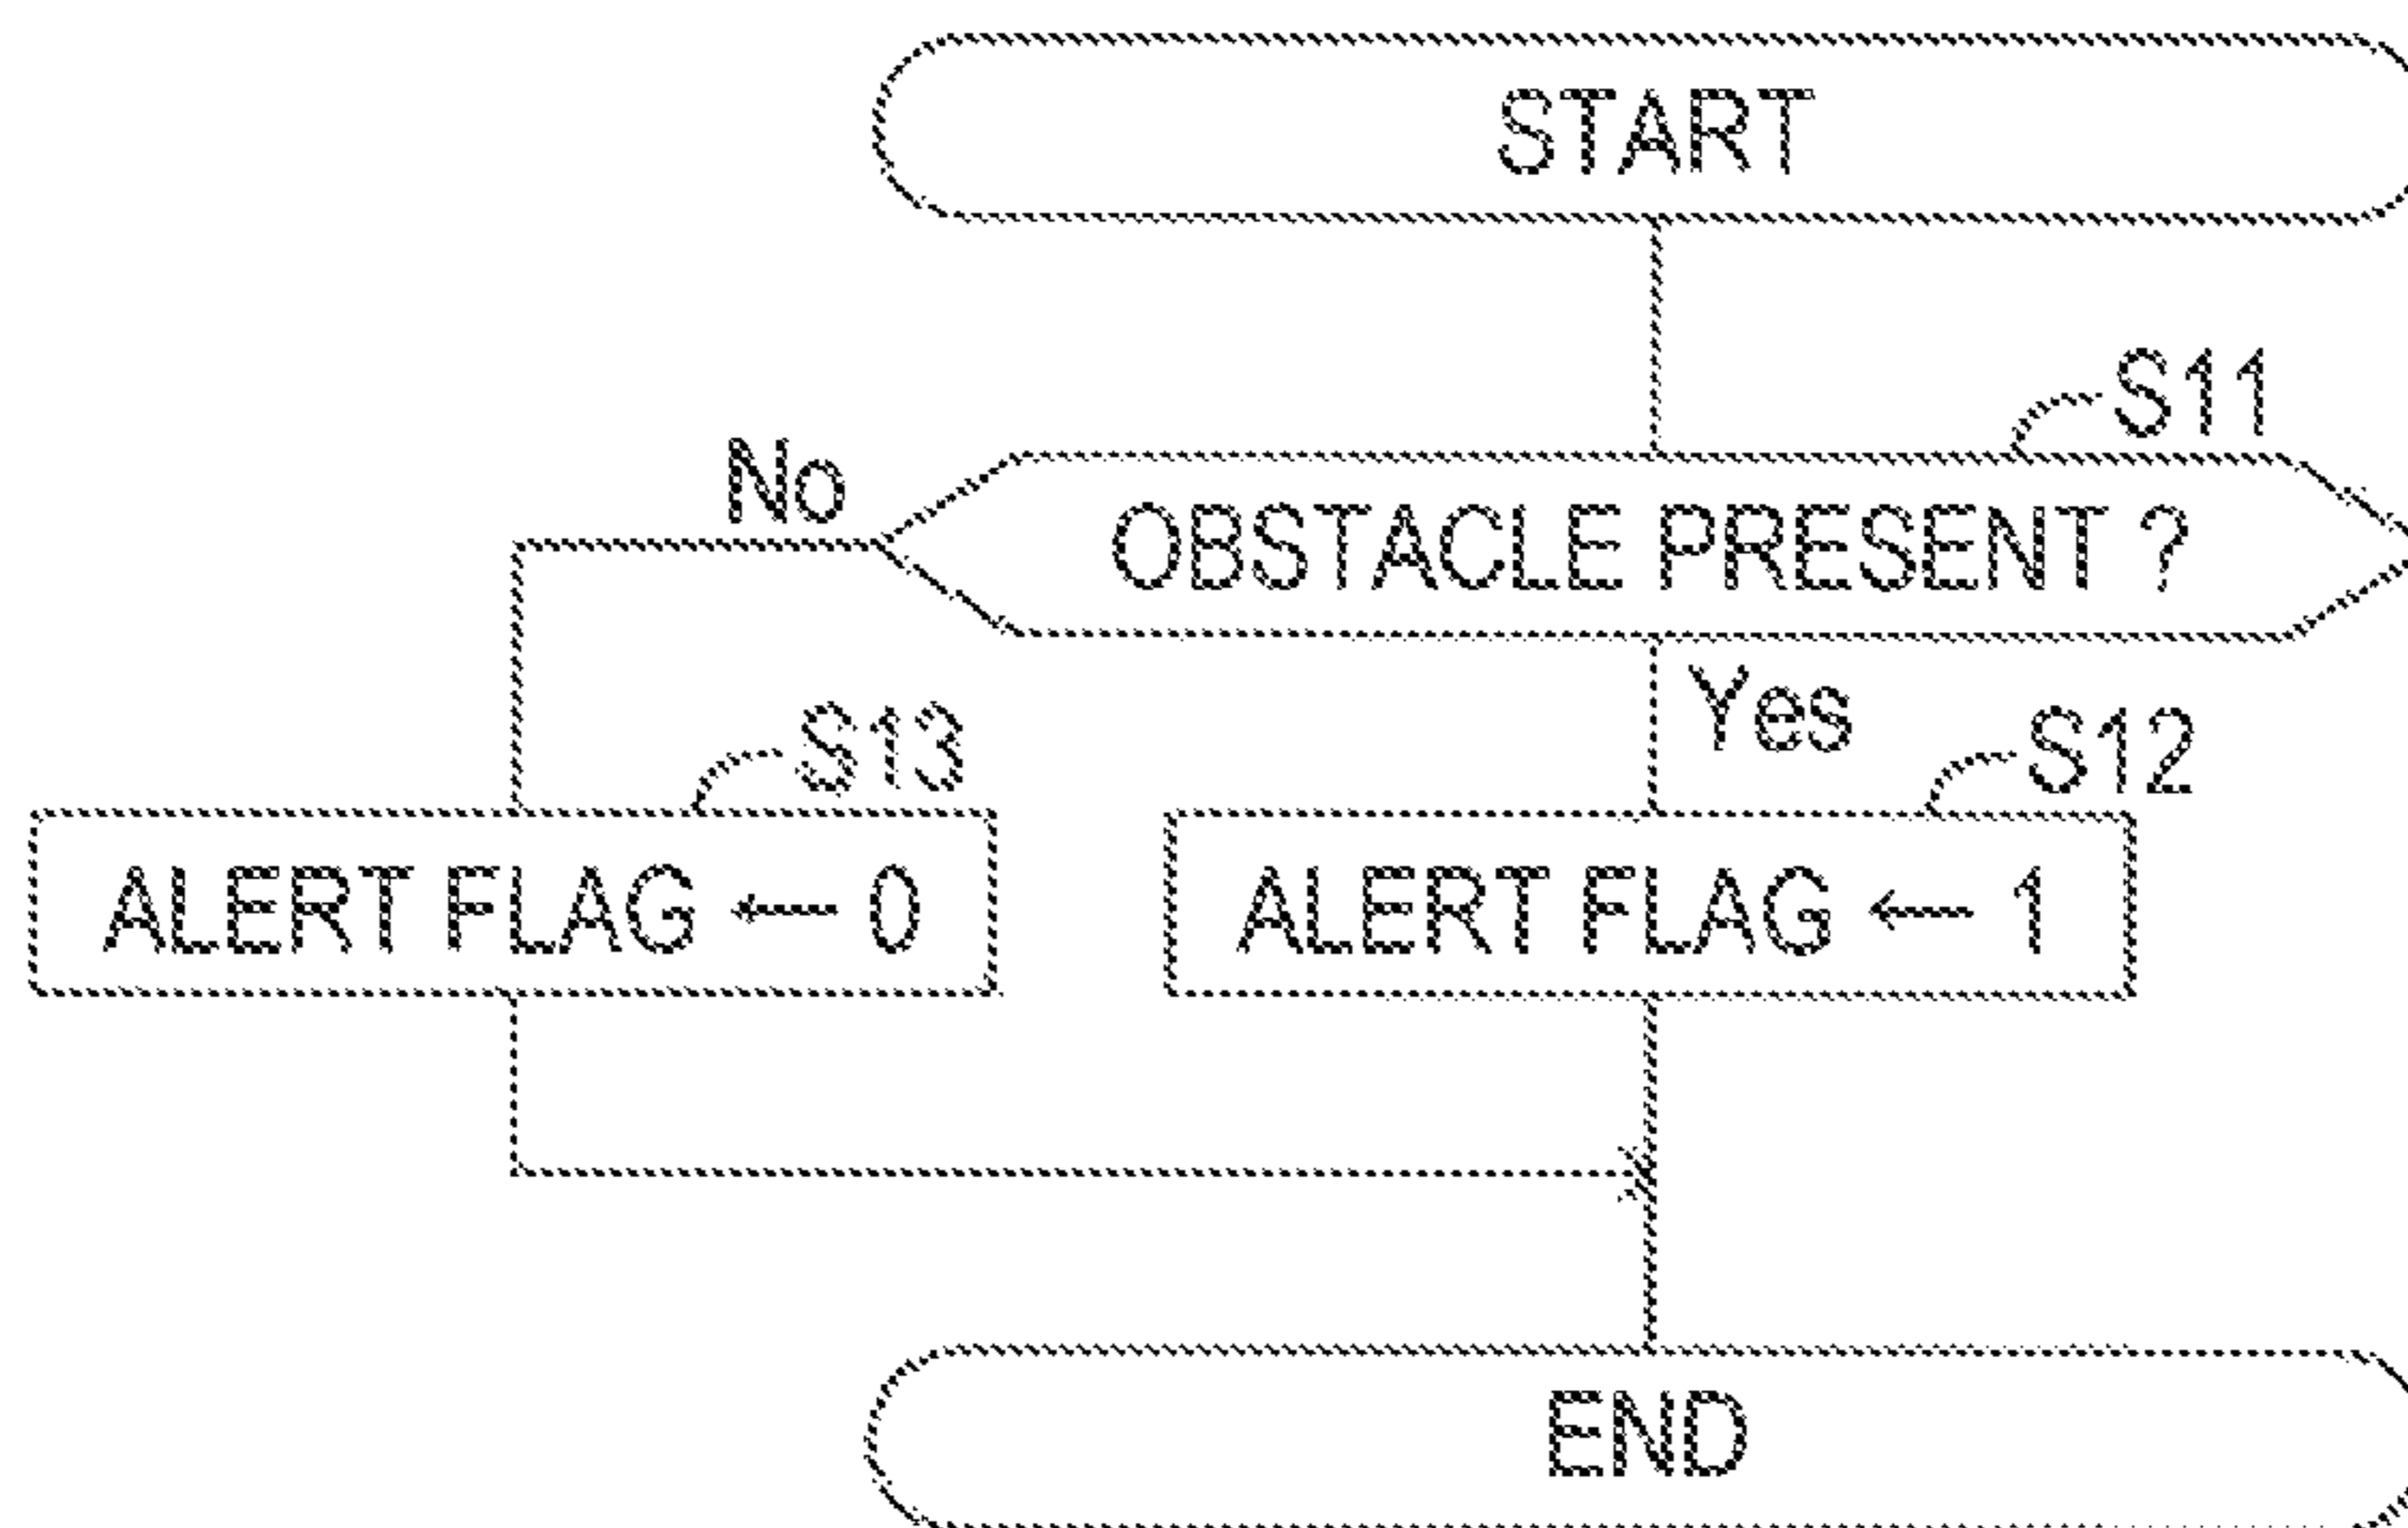 START
S11
No
OBSTACLE PRESENT ?
Yes
S13
S12
ALERT FLAG ← 0
ALERT FLAG ← 1
END